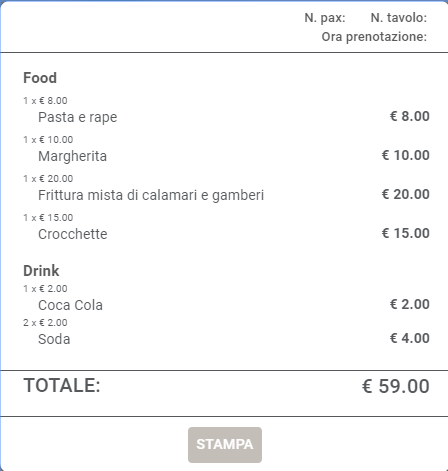 N. pax: N. tavolo:
Ora prenotazione:
Food
1 x € 8.00
Pasta e rape € 8.00
1 x € 10.00
Margherita € 10.00
1 x € 20.00
Frittura mista di calamari e gamberi € 20.00
1 x € 15.00
Crocchette € 15.00
Drink
1 x € 2.00
Coca Cola € 2.00
2 x € 2.00
Soda € 4.00
TOTALE: € 59.00
STAMPA